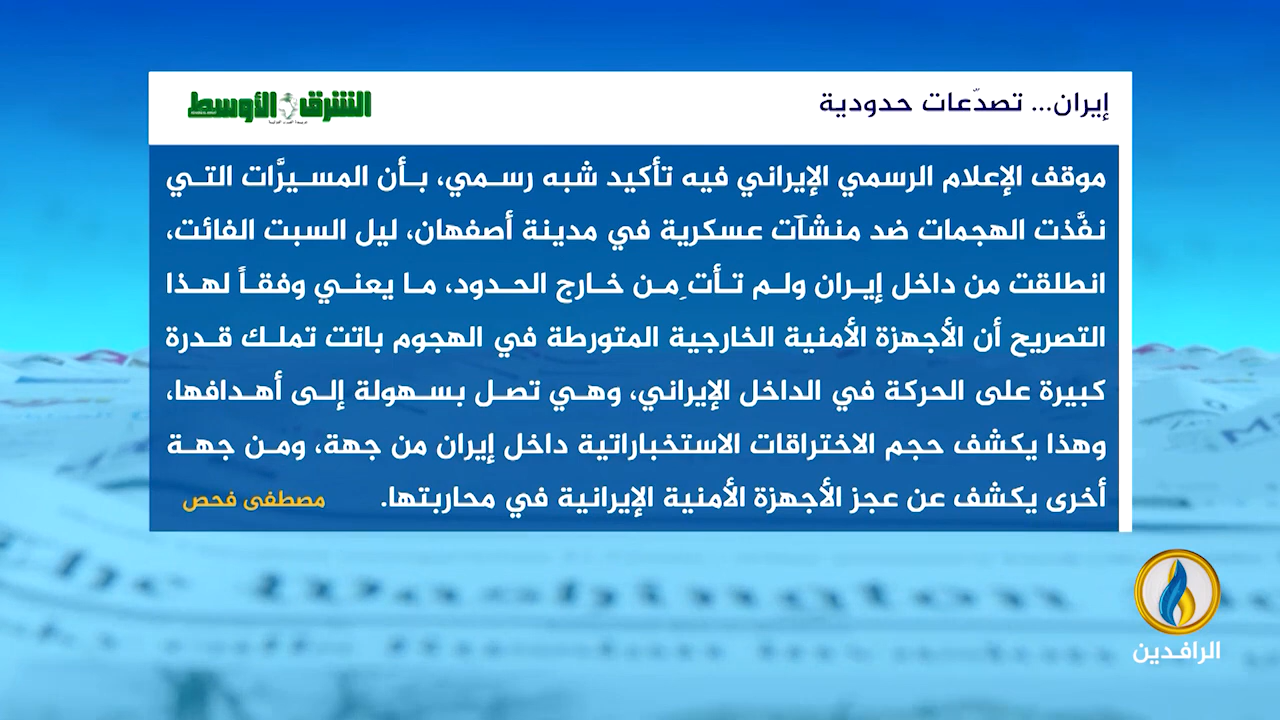 الشرق الأوسط
إيران... تصدّعات حدودية
موقف الإعلام الرسمي الإيراني فيه تأكيد شبه رسمي، بأن المسيَّرات التي
نفَّذت الهجمات ضد منشآت عسكرية في مدينة أصفهان، ليل السبت الفائت،
انطلقت من داخل إيران ولم تأتِ من خارج الحدود، ما يعني وفقاً لهذا
التصريح أن الأجهزة الأمنية الخارجية المتورطة في الهجوم باتت تملك قدرة
كبيرة على الحركة في الداخل الإيراني، وهي تصل بسهولة إلى أهدافها،
وهذا يكشف حجم الاختراقات الاستخباراتية داخل إيران من جهة، ومن جهة
أخرى يكشف عن عجز الأجهزة الأمنية الإيرانية في محاربتها.
مصطفى فحص
الرافدين